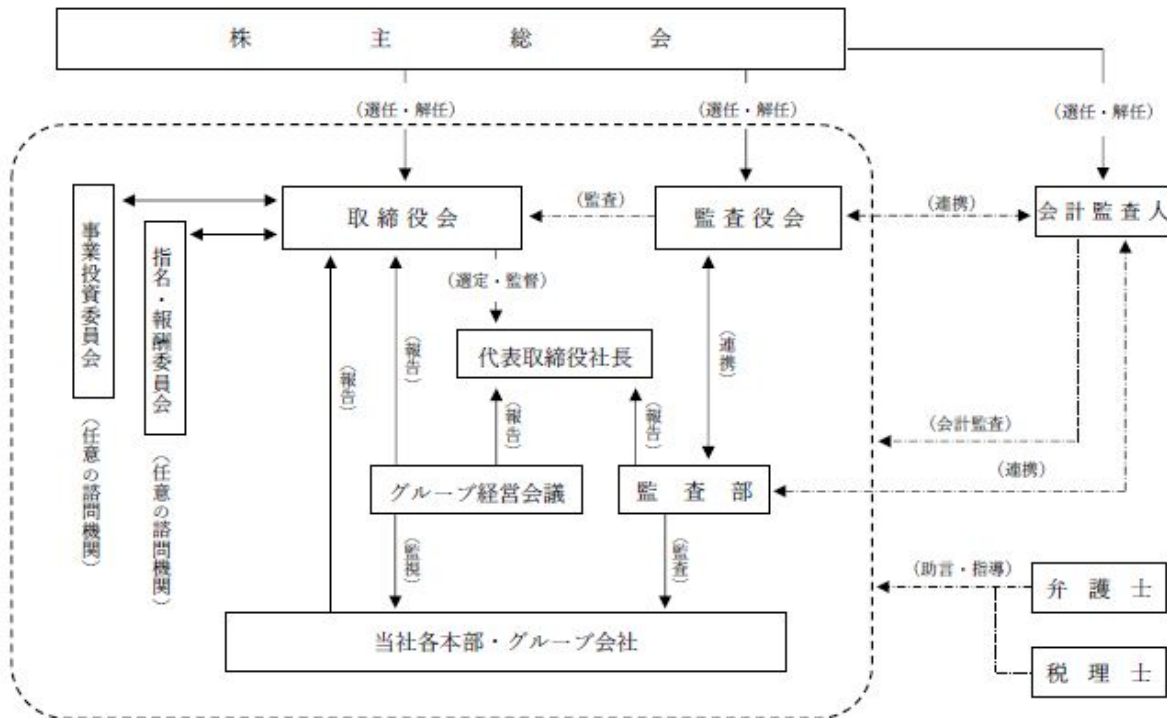 株主総会
（選任・解任）
（選任・解任）
（選任・解任）
取締役会
（監査）
監査役会
（連携）
会計監査人
事業投資委員会
（任意の諮問機関）
指名・報酬委員会
（任意の諮問機関）
（選定・監督）
代表取締役社長
（報告）
（報告）
（報告）
（報告）
（連携）
（会計監査）
（連携）
グループ経営会議
監査部
（監視）
（監査）
（助言・指導）
弁護士
当社各本部・グループ会社
税理士